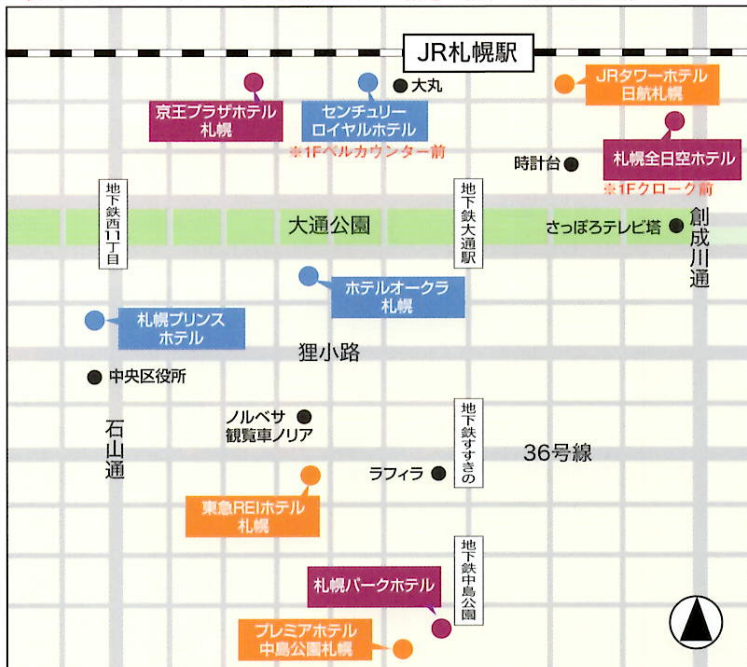 JR札幌駅
京王プラザホテル
札幌
センチュリー
ロイヤルホテル
※1Fベルカウンター前
大丸
JRタワーホテル
日航札幌
時計台
札幌全日空ホテル
※1Fクローク前
地下鉄西11丁目
大通公園
地下鉄大通駅
さっぽろテレビ塔
創成川通
ホテルオークラ
札幌
札幌プリンス
ホテル
狸小路
中央区役所
石山通
ノルベサ
観覧車ノリア
地下鉄すすきの
36号線
ラフィラ
東急REIホテル
札幌
地下鉄中島公園
札幌パークホテル
プレミアホテル
中島公園札幌